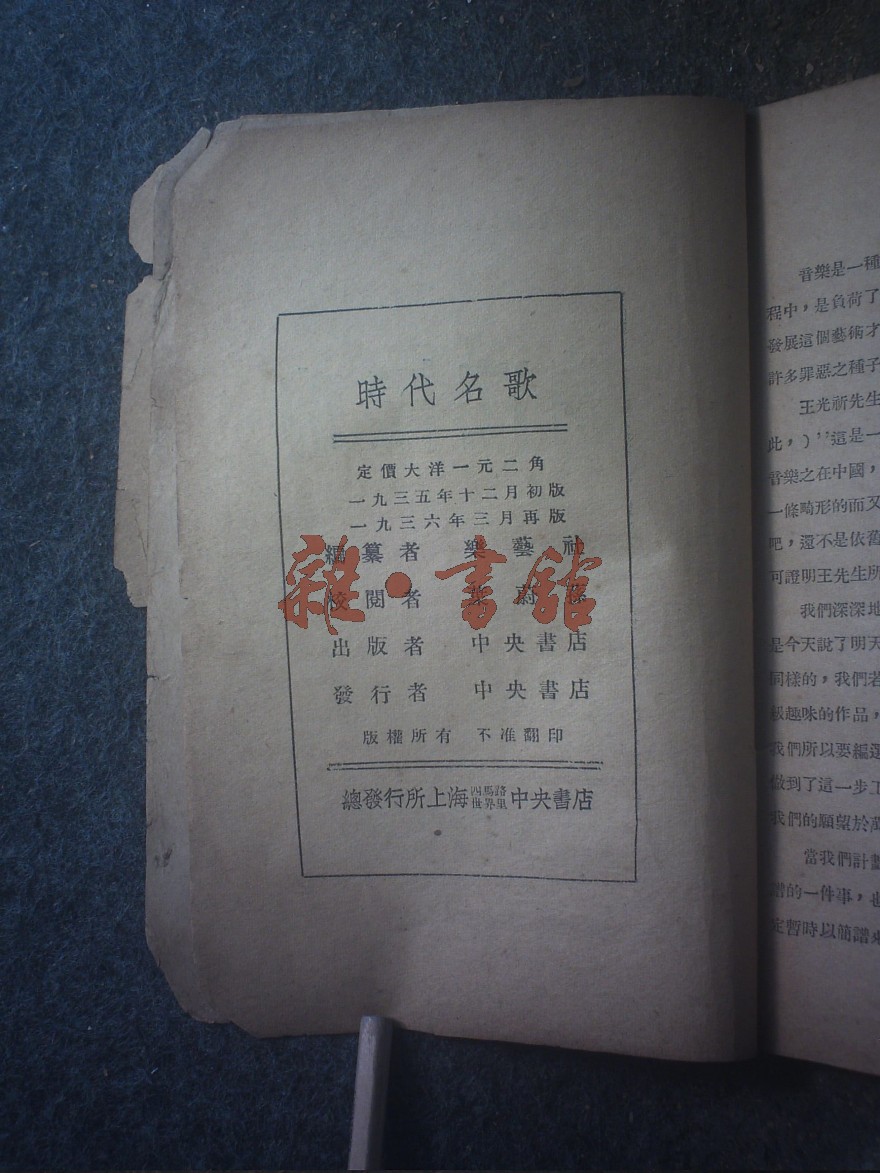 時代名歌
定價大洋一元二角
一九三五年十二月初版
一九三六年三月再版
編纂者 樂藝社
校閱者 蔚
出版者 中央書店
發行者 中央書店
版權所有 不准翻印
總發行所上海四馬路世界里中央書店
雜·書館
音樂是一種
程中，是負荷了
發展這個藝術才
許多罪惡之種子
王光祈先生
此，）”這是一
音樂之在中國，
一條畸形的而又
吧，還不是依舊
可證明王先生所
我們深深地
是今天說了明天
同樣的，我們若
級趣味的作品，
我們所以要編選
做到了這一步工
我們的願望於萬
當我們計劃
譜的一件事，也
定暫時以簡譜來